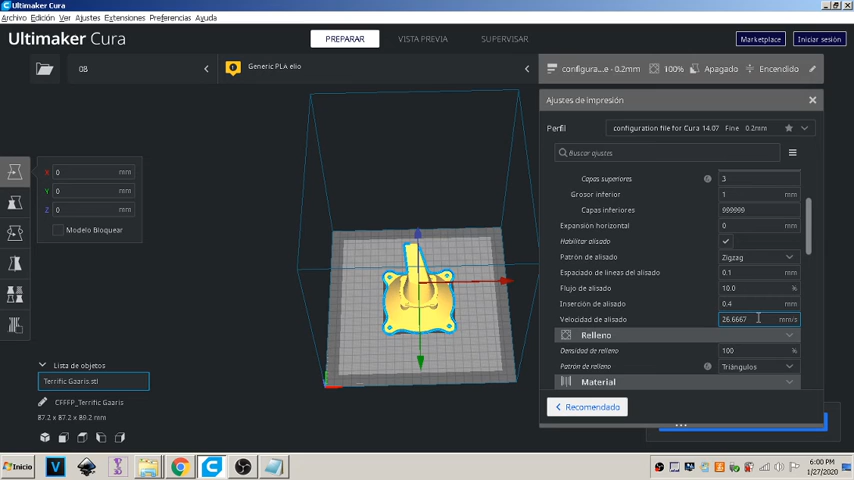 Ultimaker Cura
Archivo Edición Ver Ajustes Extensiones Preferencias Ayuda
Ultimaker Cura PREPARAR VISTA PREVIA SUPERVISAR Marketplace Iniciar sesión
08 Generic PLA elio configura...e - 0.2mm 100% Apagado Encendido
Ajustes de impresión
Perfil configuration file for Cura 14.07 Fine 0.2mm
Buscar ajustes
X 0 mm
Y 0 mm
Z 0 mm
Modelo Bloquear
Capas superiores 3
Grosor inferior 1 mm
Capas inferiores 999999
Expansión horizontal 0 mm
Habilitar alisado
Patrón de alisado Zigzag
Espaciado de líneas del alisado 0.1 mm
Flujo de alisado 10.0 %
Inserción de alisado 0.4 mm
Velocidad de alisado 26.6667 mm/s
Relleno
Densidad de relleno 100 %
Patrón de relleno Triángulos
Material
Recomendada
Lista de objetos
Terrific Gaaris.stl
CFFFP_Terrific Gaaris
87.2 x 87.2 x 89.2 mm
Inicio
6:00 PM
1/27/2020